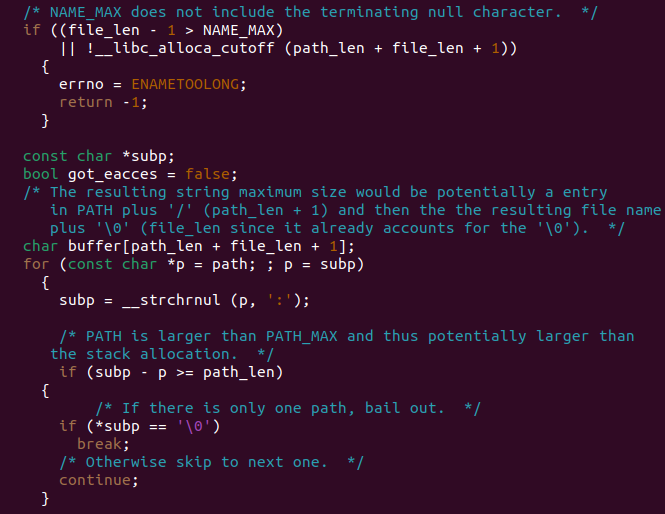 /* NAME_MAX does not include the terminating null character.  */
if ((file_len - 1 > NAME_MAX)
|| !__libc_alloca_cutoff (path_len + file_len + 1))
{
errno = ENAMETOOLONG;
return -1;
}
const char *subp;
bool got_eacces = false;
/* The resulting string maximum size would be potentially a entry
in PATH plus '/' (path_len + 1) and then the the resulting file name
plus '\0' (file_len since it already accounts for the '\0').  */
char buffer[path_len + file_len + 1];
for (const char *p = path; ; p = subp)
{
subp = __strchrnul (p, ':');
/* PATH is larger than PATH_MAX and thus potentially larger than
the stack allocation.  */
if (subp - p >= path_len)
{
/* If there is only one path, bail out.  */
if (*subp == '\0')
break;
/* Otherwise skip to next one.  */
continue;
}